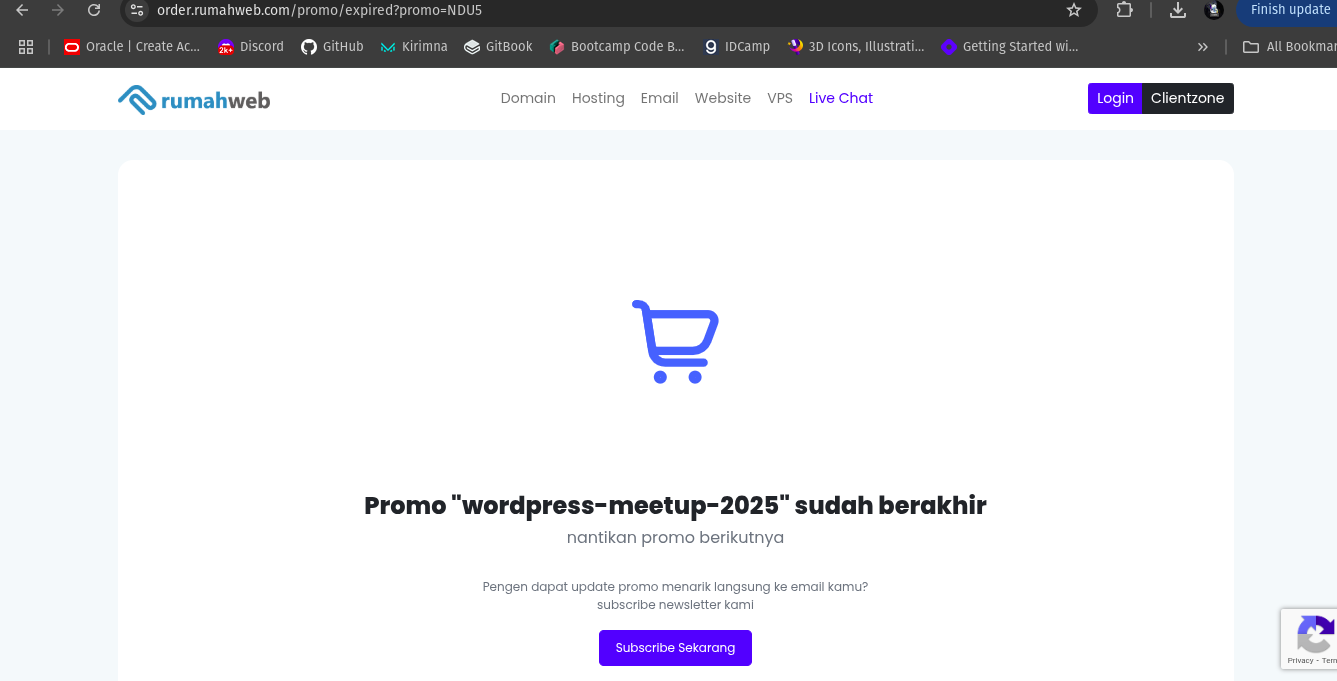 order.rumahweb.com/promo/expired?promo=NDU5
Finish update
Oracle | Create Ac... Discord GitHub Kirimna GitBook Bootcamp Code B... IDCamp 3D Icons, Illustrati... Getting Started wi... » All Bookmar
rumahweb Domain Hosting Email Website VPS Live Chat Login Clientzone
Promo "wordpress-meetup-2025" sudah berakhir
nantikan promo berikutnya
Pengen dapat update promo menarik langsung ke email kamu?
subscribe newsletter kami
Subscribe Sekarang
Privacy - Tern